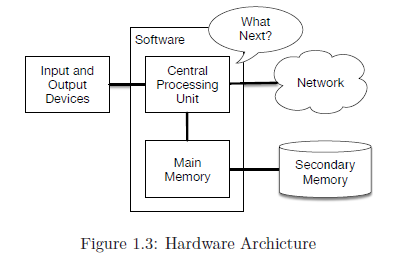 What
Next?
Software
Input and
Output
Devices
Central
Processing
Unit
Network
Main
Memory
Secondary
Memory
Figure 1.3: Hardware Archicture